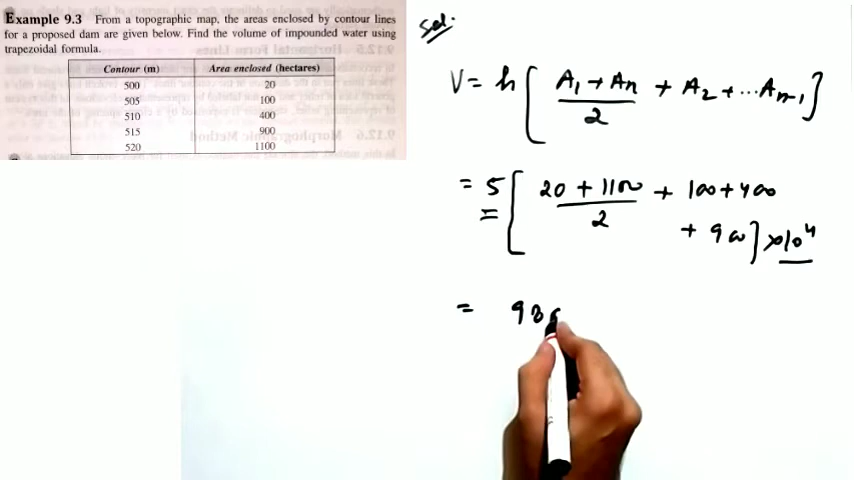 Example 9.3 From a topographic map, the areas enclosed by contour lines
for a proposed dam are given below. Find the volume of impounded water using
trapezoidal formula.
Contour (m) Area enclosed (hectares)
500 20
505 100
510 400
515 900
520 1100
Sol:
V = h [ A₁ + An / 2 + A₂ + ... An-1 ]
= 5 [ 20 + 1100 / 2 + 100 + 400
+ 900 ] × 10⁴
= 98